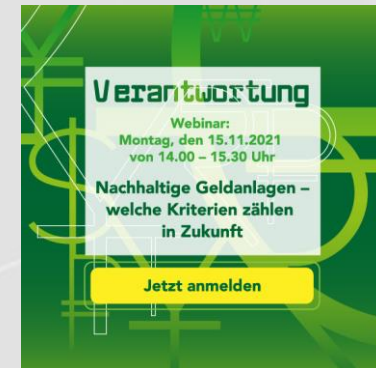 Verantwortung
Webinar:
Montag, den 15.11.2021
von 14.00 – 15.30 Uhr
Nachhaltige Geldanlagen –
welche Kriterien zählen
in Zukunft
Jetzt anmelden